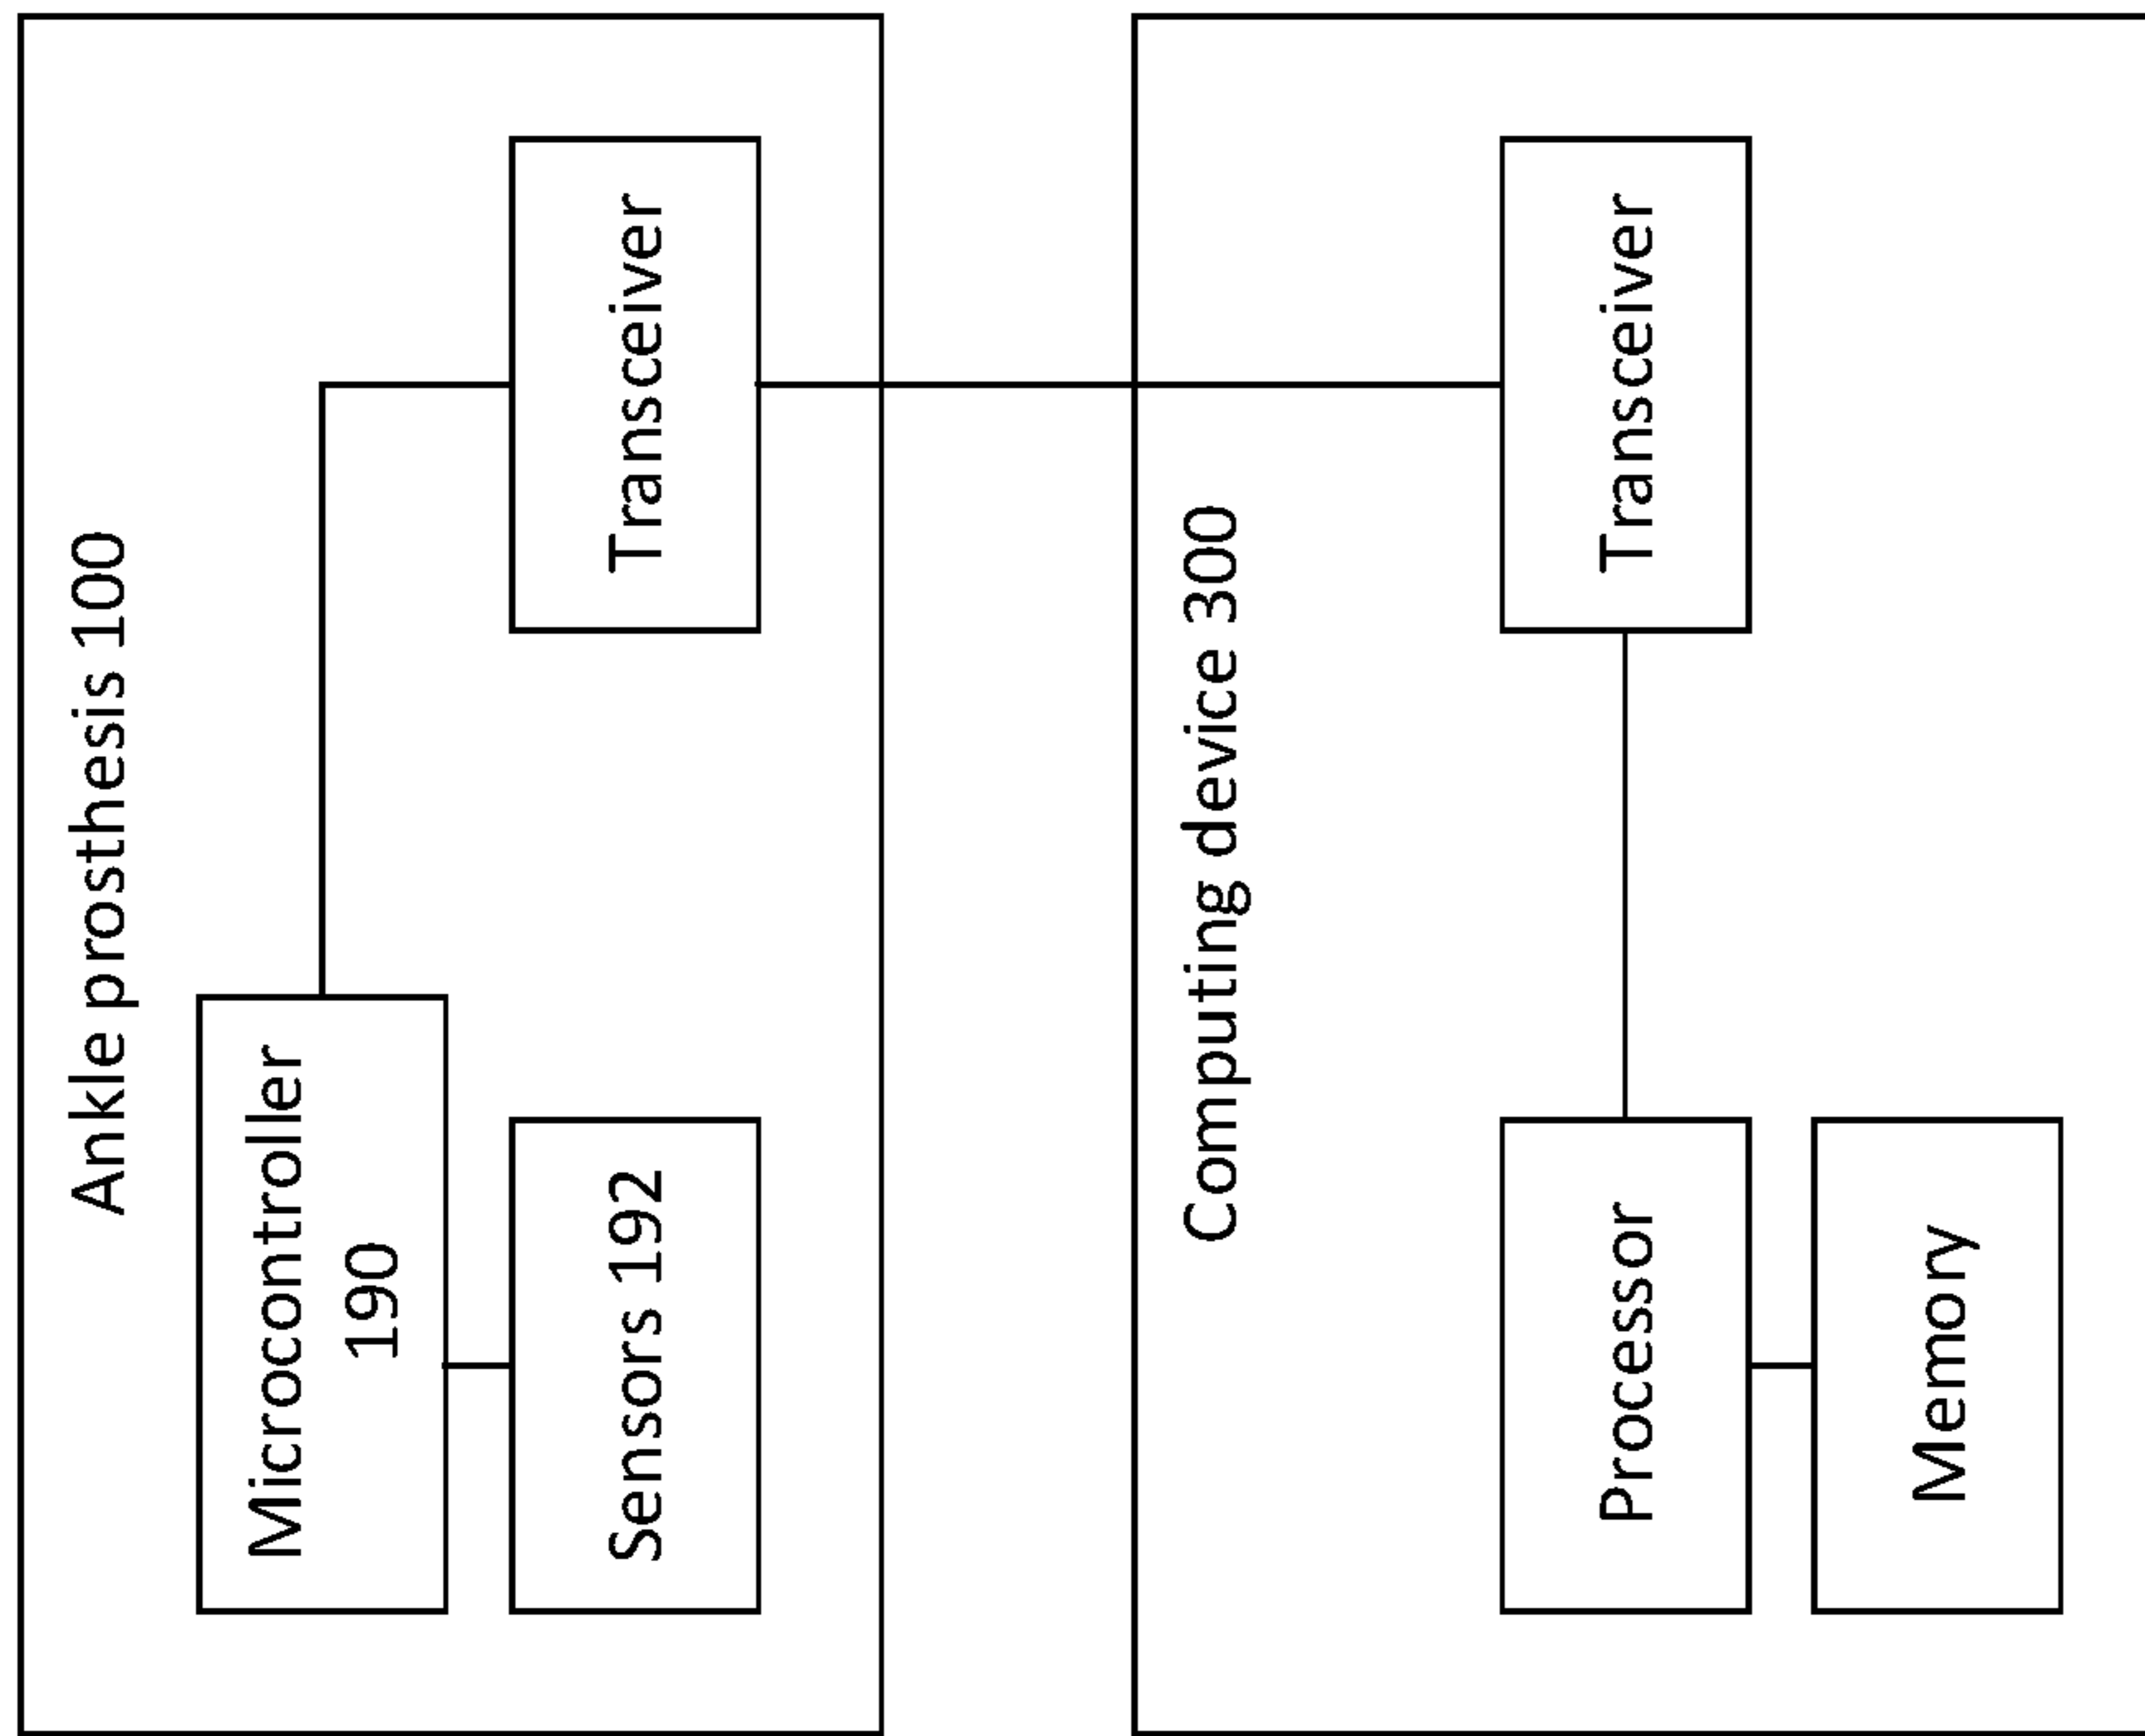 Ankle prosthesis 100
Microcontroller
190
Sensors 192
Transceiver
Computing device 300
Processor
Transceiver
Memory